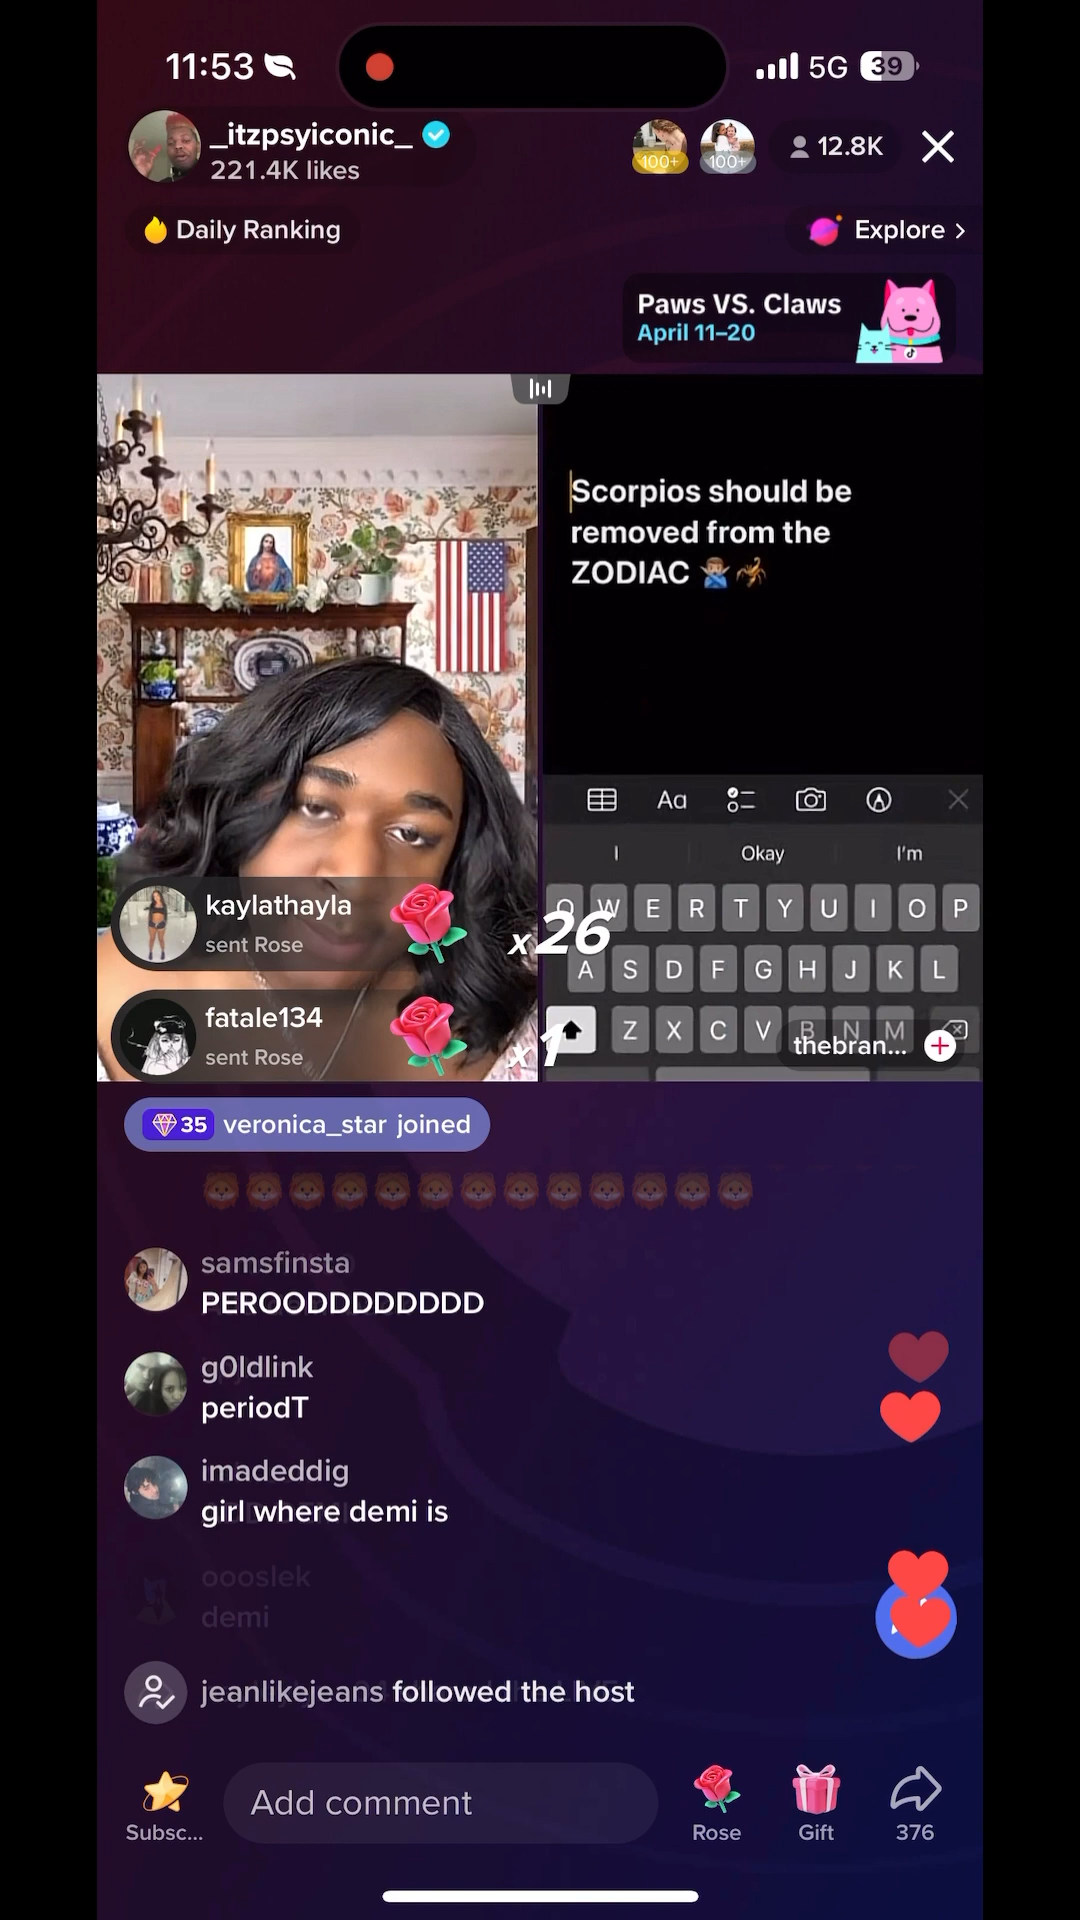 11:53
5G 39
_itzpsyiconic_
221.4K likes
100+
100+
12.8K
Daily Ranking
Explore
Paws VS. Claws
April 11–20
Scorpios should be
removed from the
ZODIAC 🙅🏽‍♂️🦂
Aa
I
Okay
I'm
Q W E R T Y U I O P
A S D F G H J K L
Z X C V B N M
kaylathayla
sent Rose
x26
fatale134
sent Rose
x1
thebran...
35 veronica_star joined
🦁🦁🦁🦁🦁🦁🦁🦁🦁🦁🦁🦁🦁
samsfinsta
PEROODDDDDDDD
g0ldlink
periodT
imadeddig
girl where demi is
oooslek
demi
jeanlikejeans followed the host
Subsc...
Add comment
Rose
Gift
376